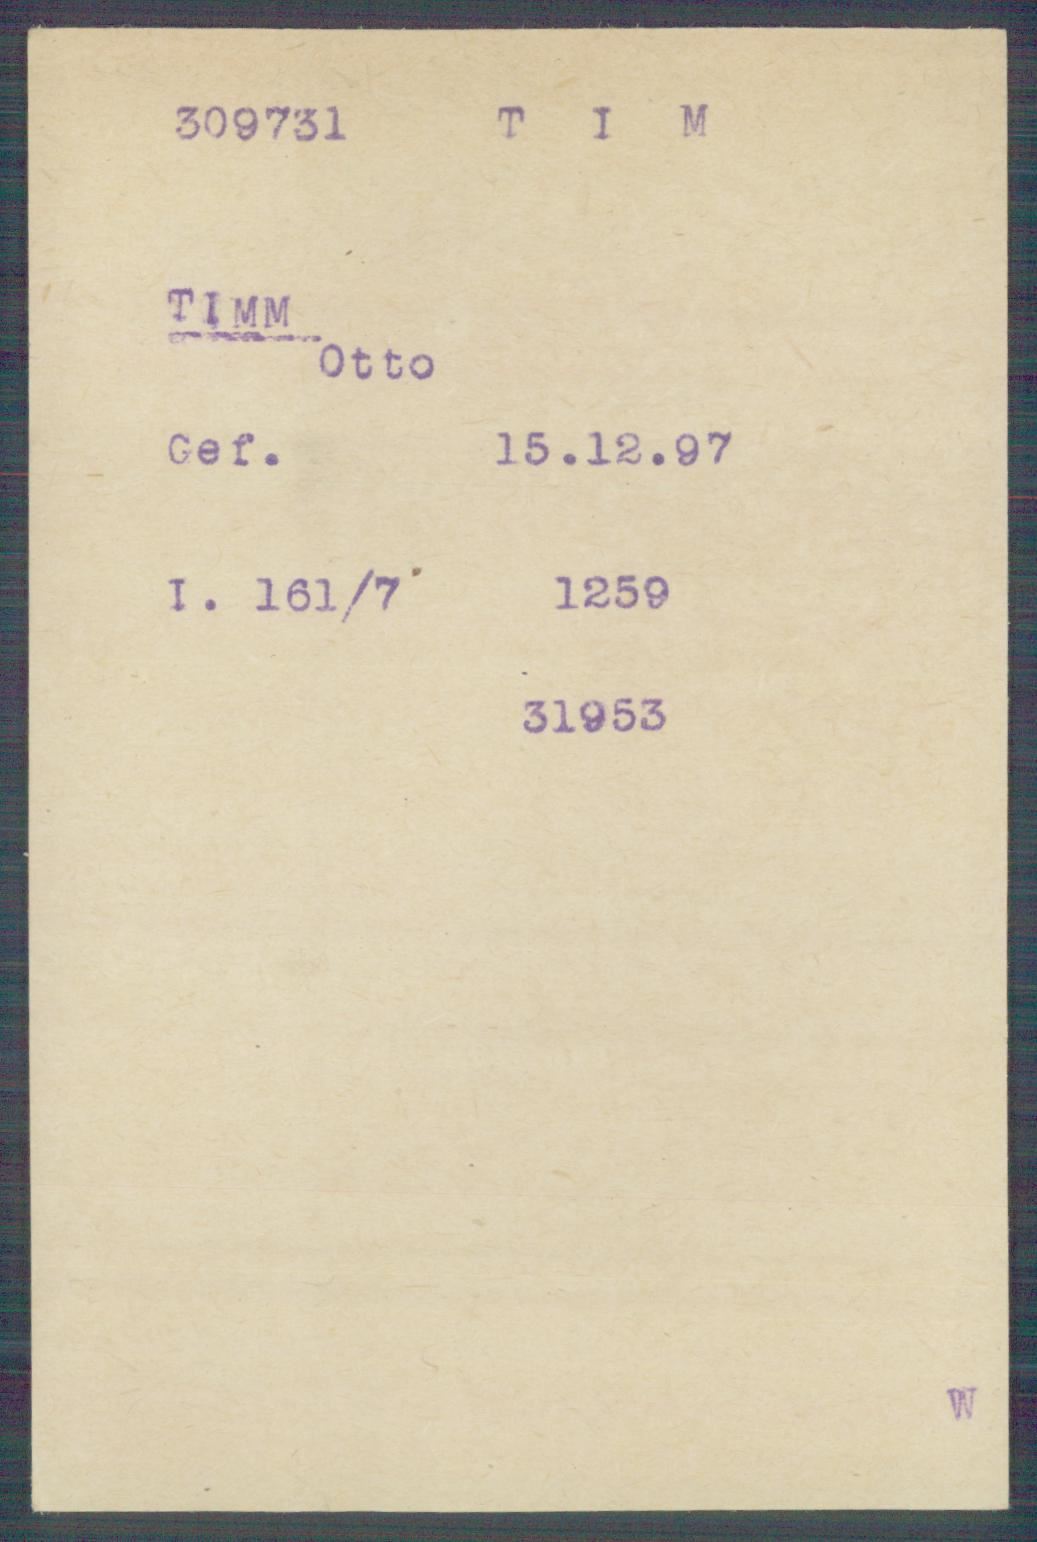 309731 T I M
TIMM
Otto
Gef. 15.12.97
I. 161/7 1259
31953
W